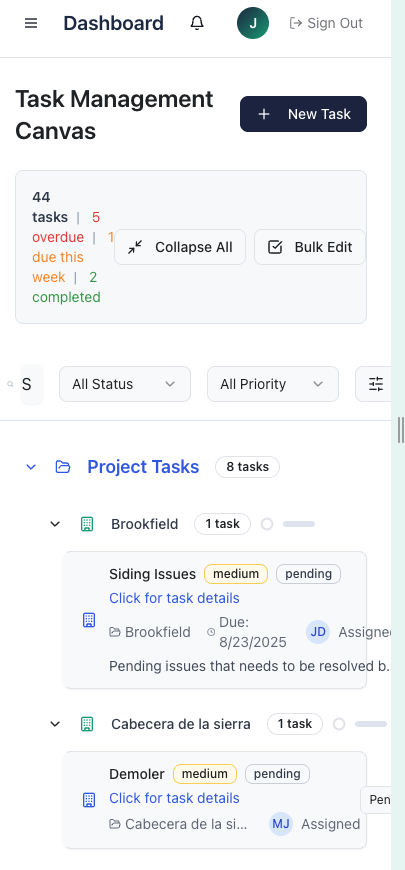 Dashboard
J
Sign Out
Task Management
Canvas
New Task
44
tasks | 5
overdue | 1
due this
week | 2
completed
Collapse All
Bulk Edit
S
All Status
All Priority
Project Tasks
8 tasks
Brookfield
1 task
Siding Issues medium pending
Click for task details
Brookfield
Due:
8/23/2025
JD
Assigned
Pending issues that needs to be resolved b...
Cabecera de la sierra
1 task
Demoler medium pending
Click for task details
Pen
Cabecera de la si...
MJ
Assigned